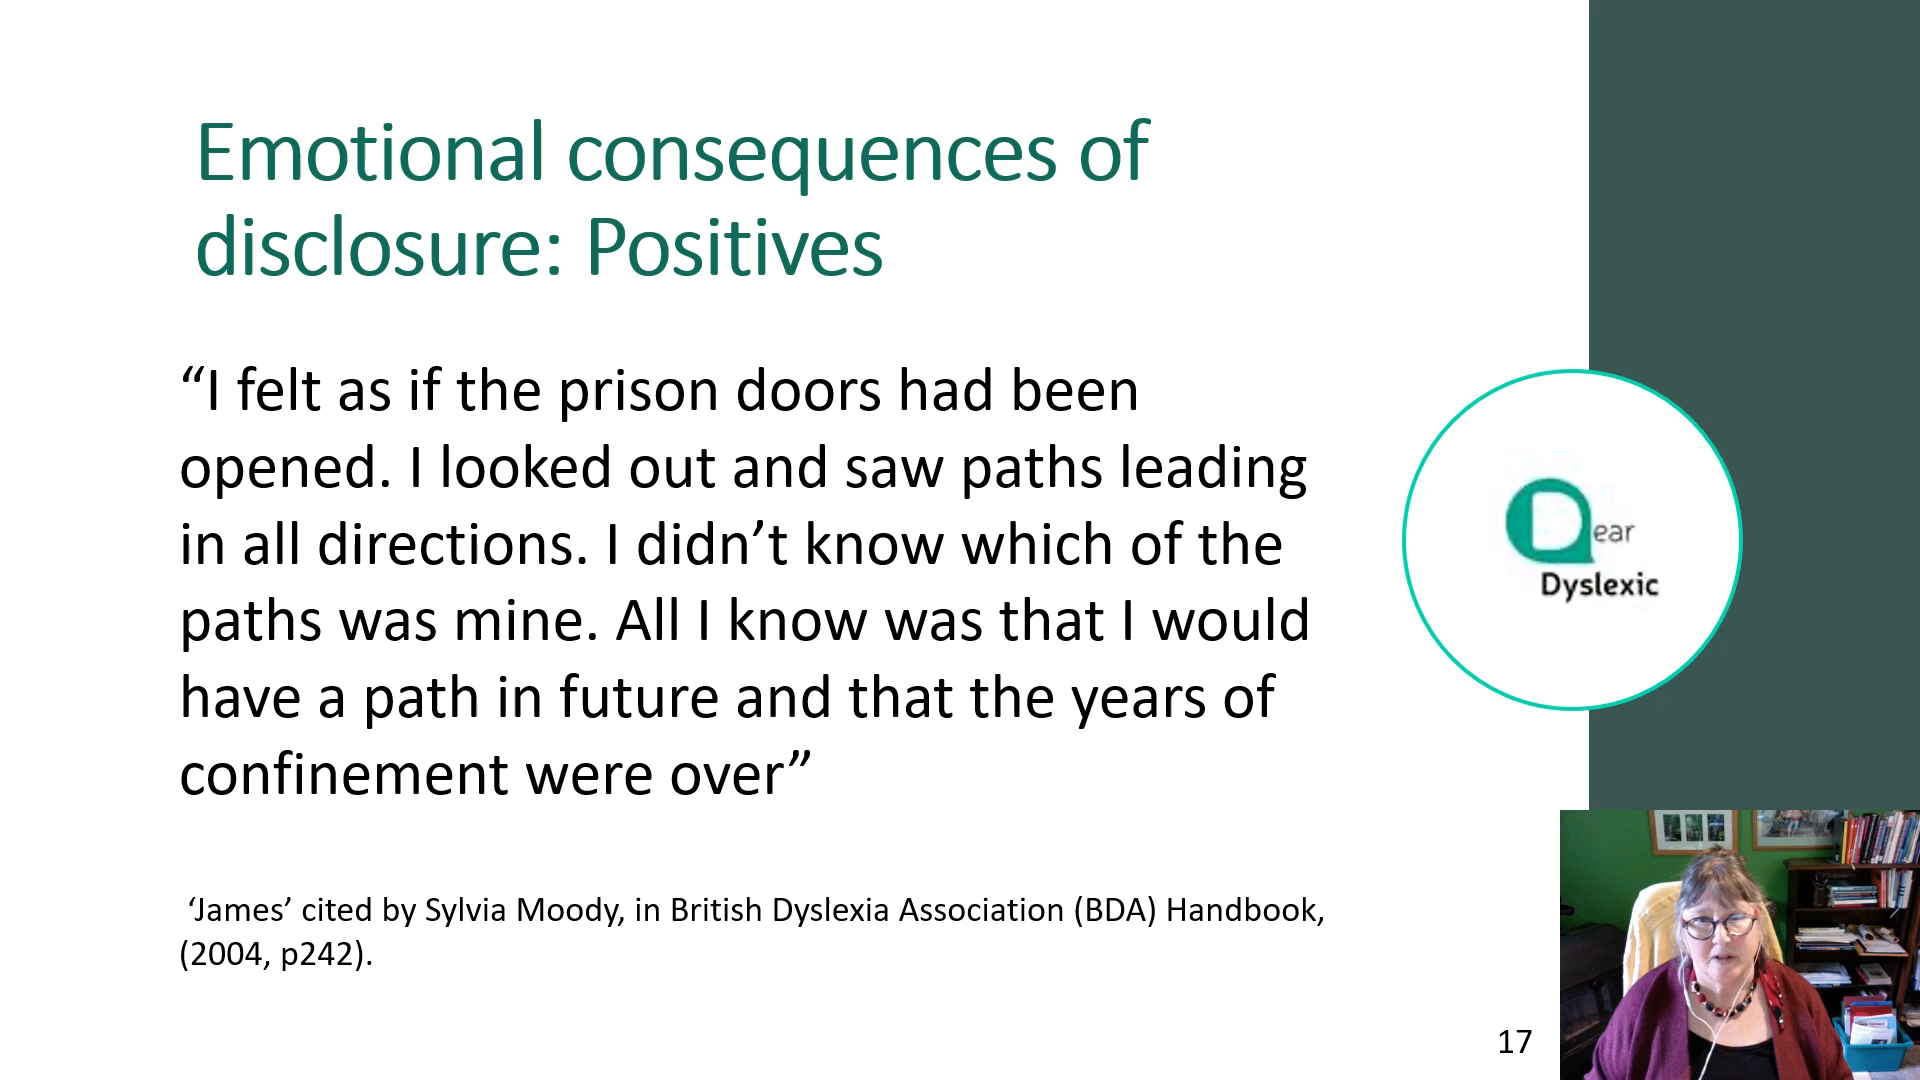 Emotional consequences of
disclosure: Positives
“I felt as if the prison doors had been
opened. I looked out and saw paths leading
in all directions. I didn’t know which of the
paths was mine. All I know was that I would
have a path in future and that the years of
confinement were over”
‘James’ cited by Sylvia Moody, in British Dyslexia Association (BDA) Handbook,
(2004, p242).
Dear
Dyslexic
17